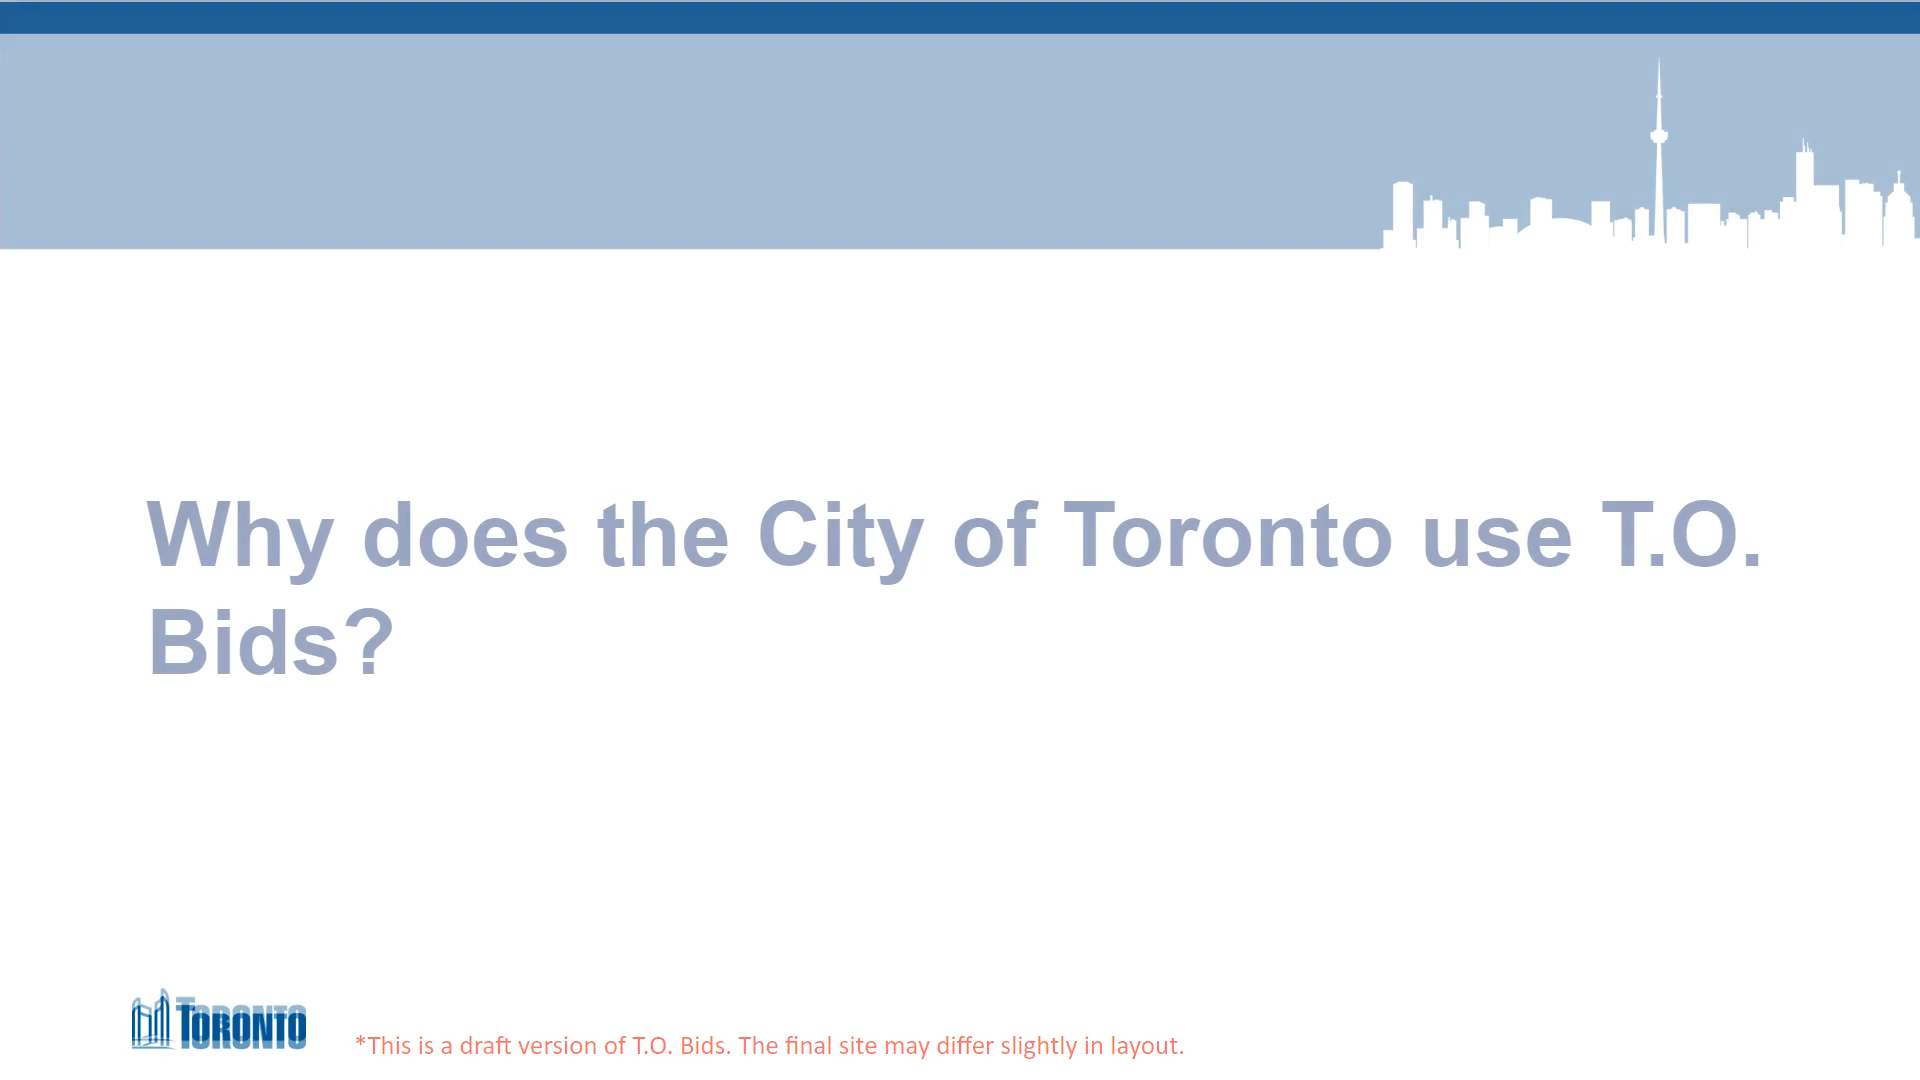 Why does the City of Toronto use T.O.
Bids?
TORONTO
*This is a draft version of T.O. Bids. The final site may differ slightly in layout.